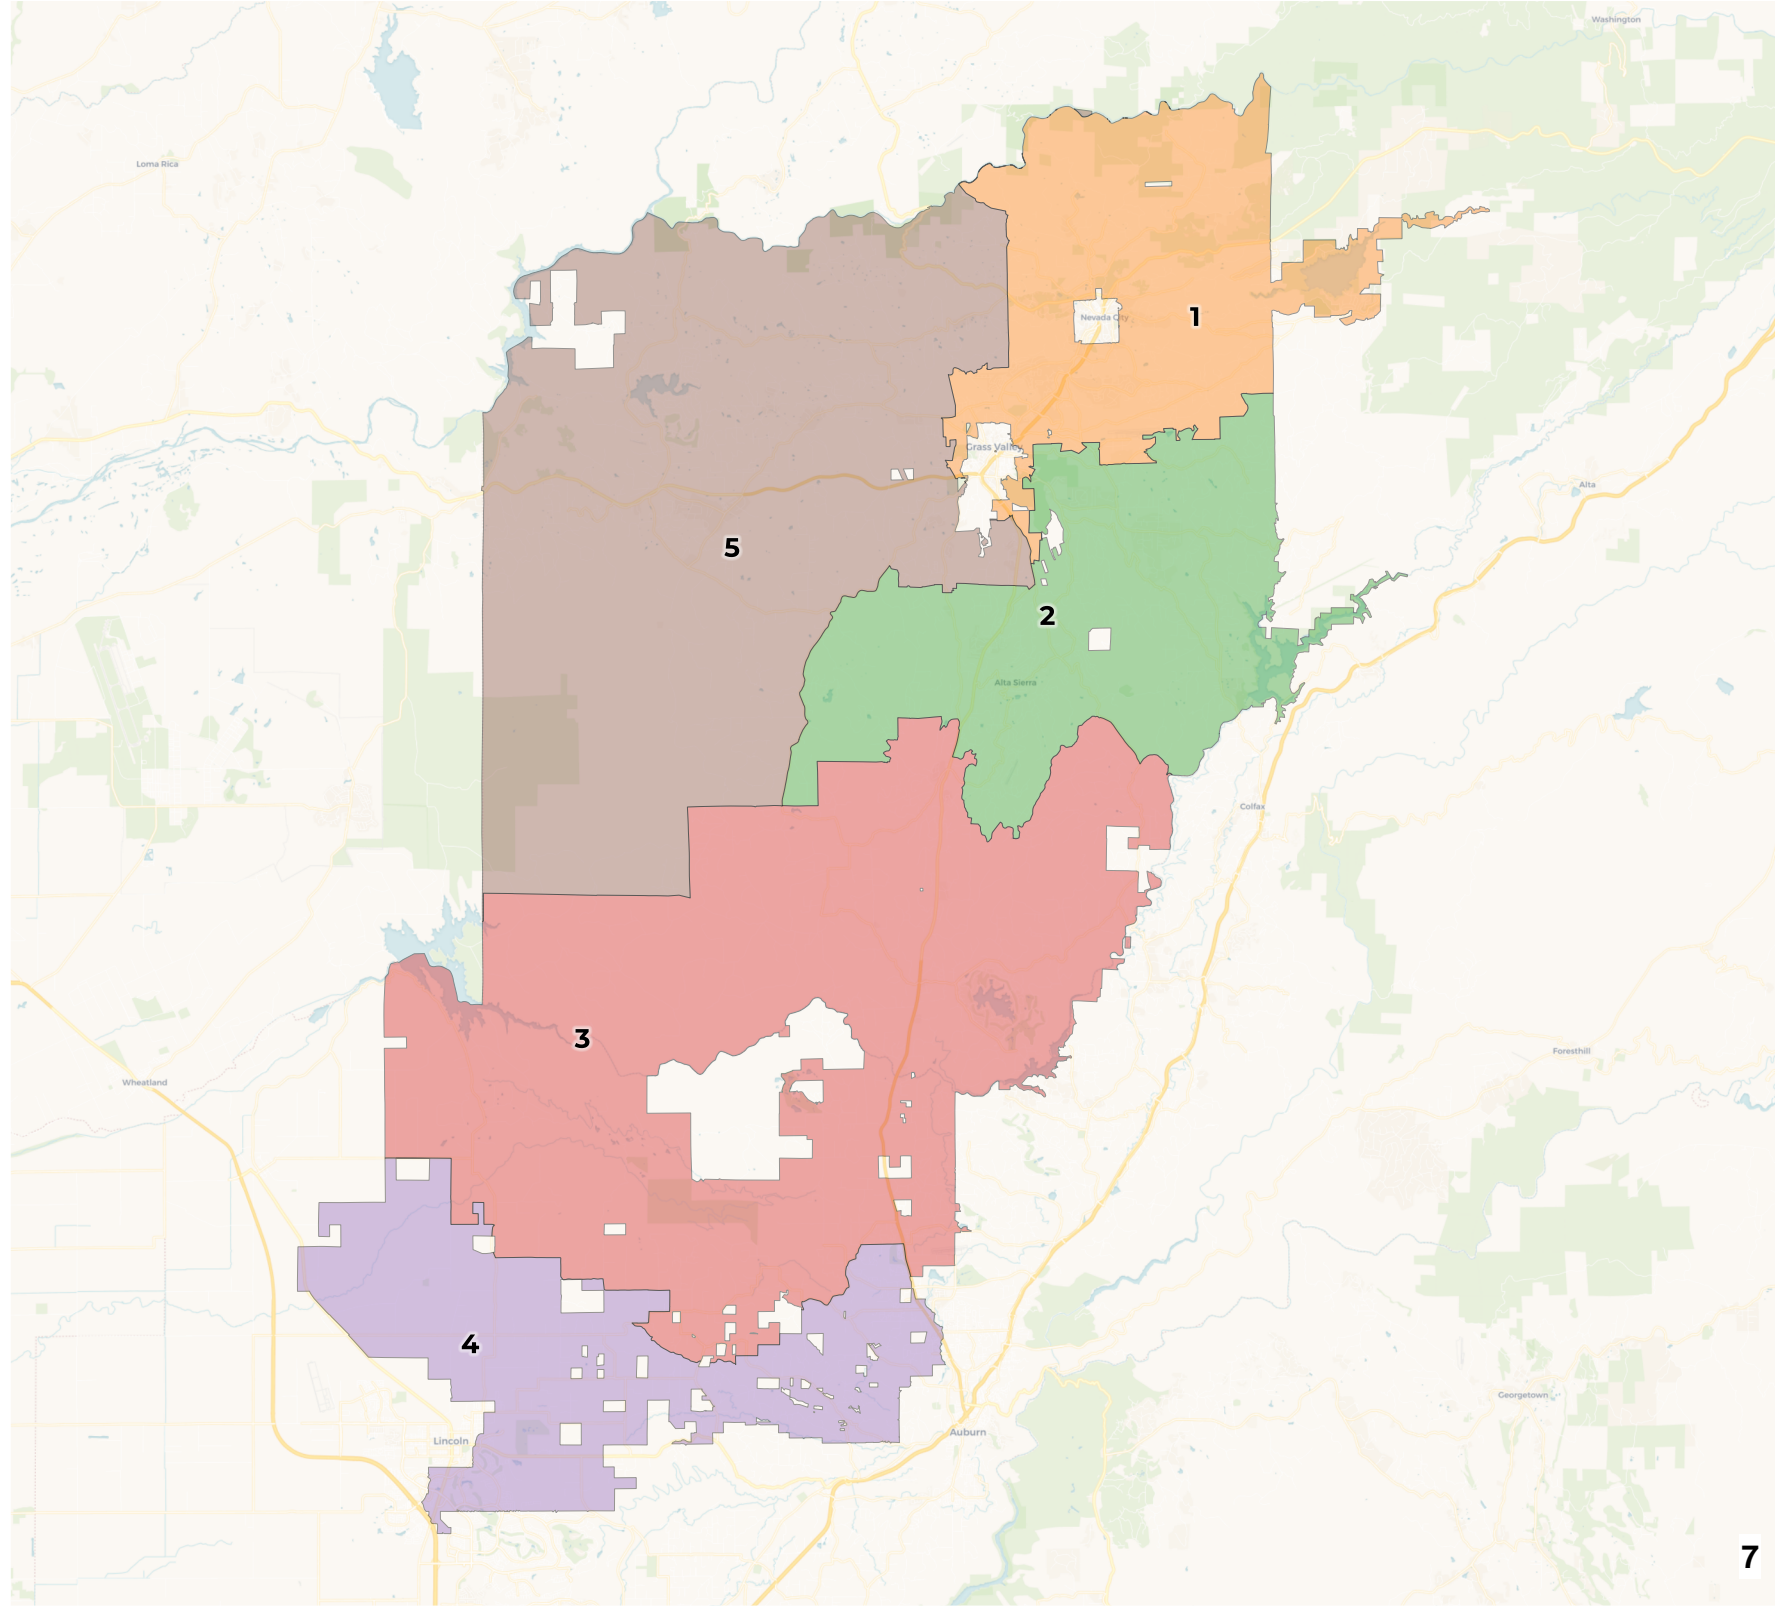 Washington
Loma Rica
1
Nevada City
Grass Valley
Alta
5
2
Alta Sierra
Colfax
3
Foresthill
Wheatland
4
Georgetown
Auburn
Lincoln
7